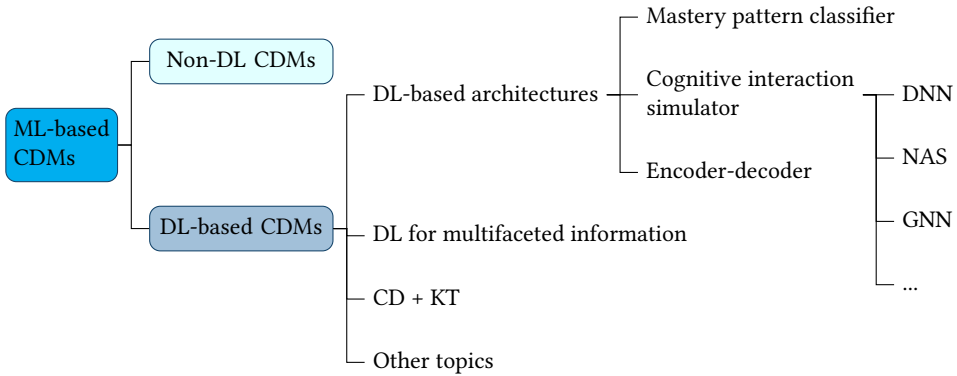 ML-based
CDMs
Non-DL CDMs
DL-based CDMs
DL-based architectures
Mastery pattern classifier
Cognitive interaction
simulator
DNN
NAS
GNN
...
Encoder-decoder
DL for multifaceted information
CD + KT
Other topics